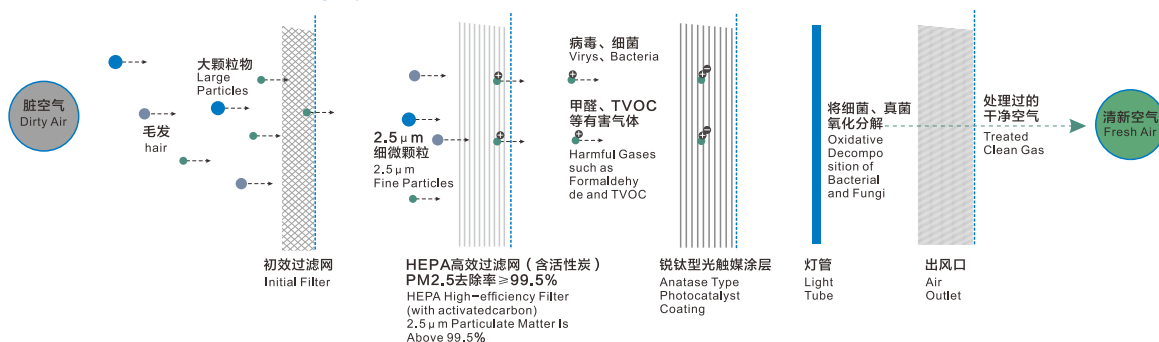 脏空气
Dirty Air
毛发
hair
大颗粒物
Large
Particles
初效过滤网
Initial Filter
2.5μm
细微颗粒
2.5μm
Fine Particles
HEPA高效过滤网（含活性炭）
PM2.5去除率≥99.5%
HEPA High-efficiency Filter
(with activatedcarbon)
2.5μm Particulate Matter Is
Above 99.5%
病毒、细菌
Virys、Bacteria
甲醛、TVOC
等有害气体
Harmful Gases
such as
Formaldehy
de and TVOC
锐钛型光触媒涂层
Anatase Type
Photocatalyst
Coating
灯管
Light
Tube
将细菌、真菌
氧化分解
Oxidative
Decompo
sition of
Bacterial
and Fungi
出风口
Air
Outlet
处理过的
干净空气
Treated
Clean Gas
清新空气
Fresh Air